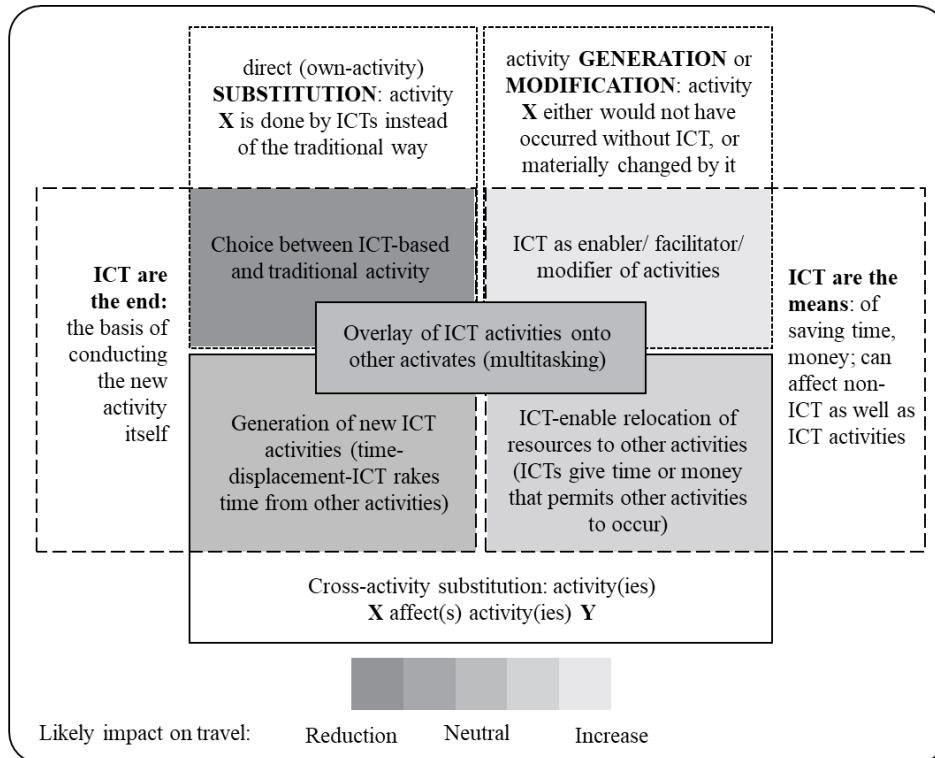 direct (own-activity)
SUBSTITUTION: activity
X is done by ICTs instead
of the traditional way
activity GENERATION or
MODIFICATION: activity
X either would not have
occurred without ICT, or
materially changed by it
ICT are
the end:
the basis of
conducting
the new
activity
itself
Choice between ICT-based
and traditional activity
ICT as enabler/ facilitator/
modifier of activities
ICT are the
means: of
saving time,
money; can
affect non-
ICT as well as
ICT activities
Overlay of ICT activities onto
other activates (multitasking)
Generation of new ICT
activities (time-
displacement-ICT rakes
time from other activities)
ICT-enable relocation of
resources to other activities
(ICTs give time or money
that permits other activities
to occur)
Cross-activity substitution: activity(ies)
X affect(s) activity(ies) Y
Likely impact on travel: Reduction Neutral Increase